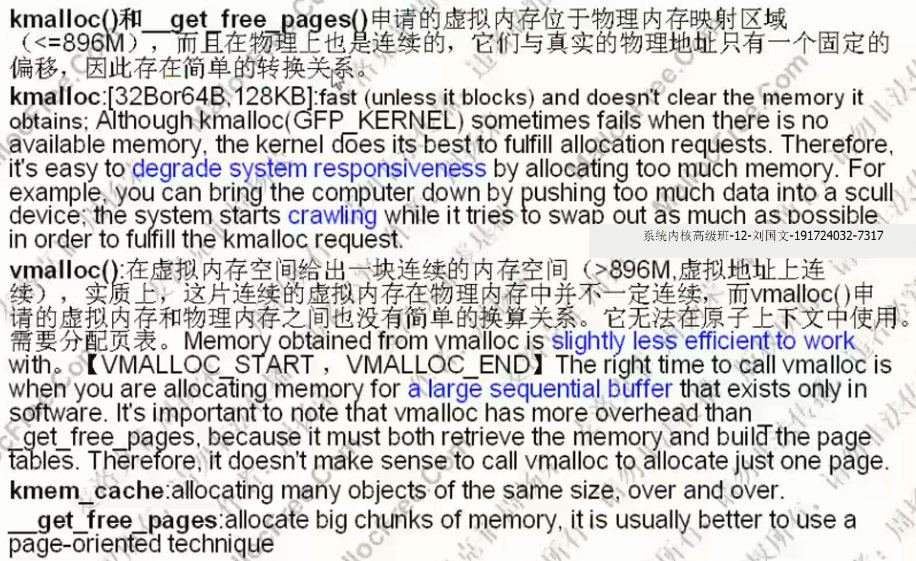 kmalloc()和__get_free_pages()申请的虚拟内存位于物理内存映射区域
（<=896M），而且在物理上也是连续的，它们与真实的物理地址只有一个固定的
偏移，因此存在简单的转换关系。
kmalloc:[32Bor64B,128KB]:fast (unless it blocks) and doesn't clear the memory it
obtains; Although kmalloc(GFP_KERNEL) sometimes fails when there is no
available memory, the kernel does its best to fulfill allocation requests. Therefore,
it's easy to degrade system responsiveness by allocating too much memory. For
example, you can bring the computer down by pushing too much data into a scull
device; the system starts crawling while it tries to swap out as much as possible
in order to fulfill the kmalloc request.
系统内核高级班-12-刘国文-191724032-7317
vmalloc():在虚拟内存空间给出一块连续的内存空间（>896M,虚拟地址上连
续），实质上，这片连续的虚拟内存在物理内存中并不一定连续，而vmalloc()申
请的虚拟内存和物理内存之间也没有简单的换算关系。它无法在原子上下文中使用。
需要分配页表。Memory obtained from vmalloc is slightly less efficient to work
with。【VMALLOC_START ，VMALLOC_END】The right time to call vmalloc is
when you are allocating memory for a large sequential buffer that exists only in
software. It's important to note that vmalloc has more overhead than _
_get_free_pages, because it must both retrieve the memory and build the page
tables. Therefore, it doesn't make sense to call vmalloc to allocate just one page.
kmem_cache:allocating many objects of the same size, over and over.
__get_free_pages:allocate big chunks of memory, it is usually better to use a
page-oriented technique